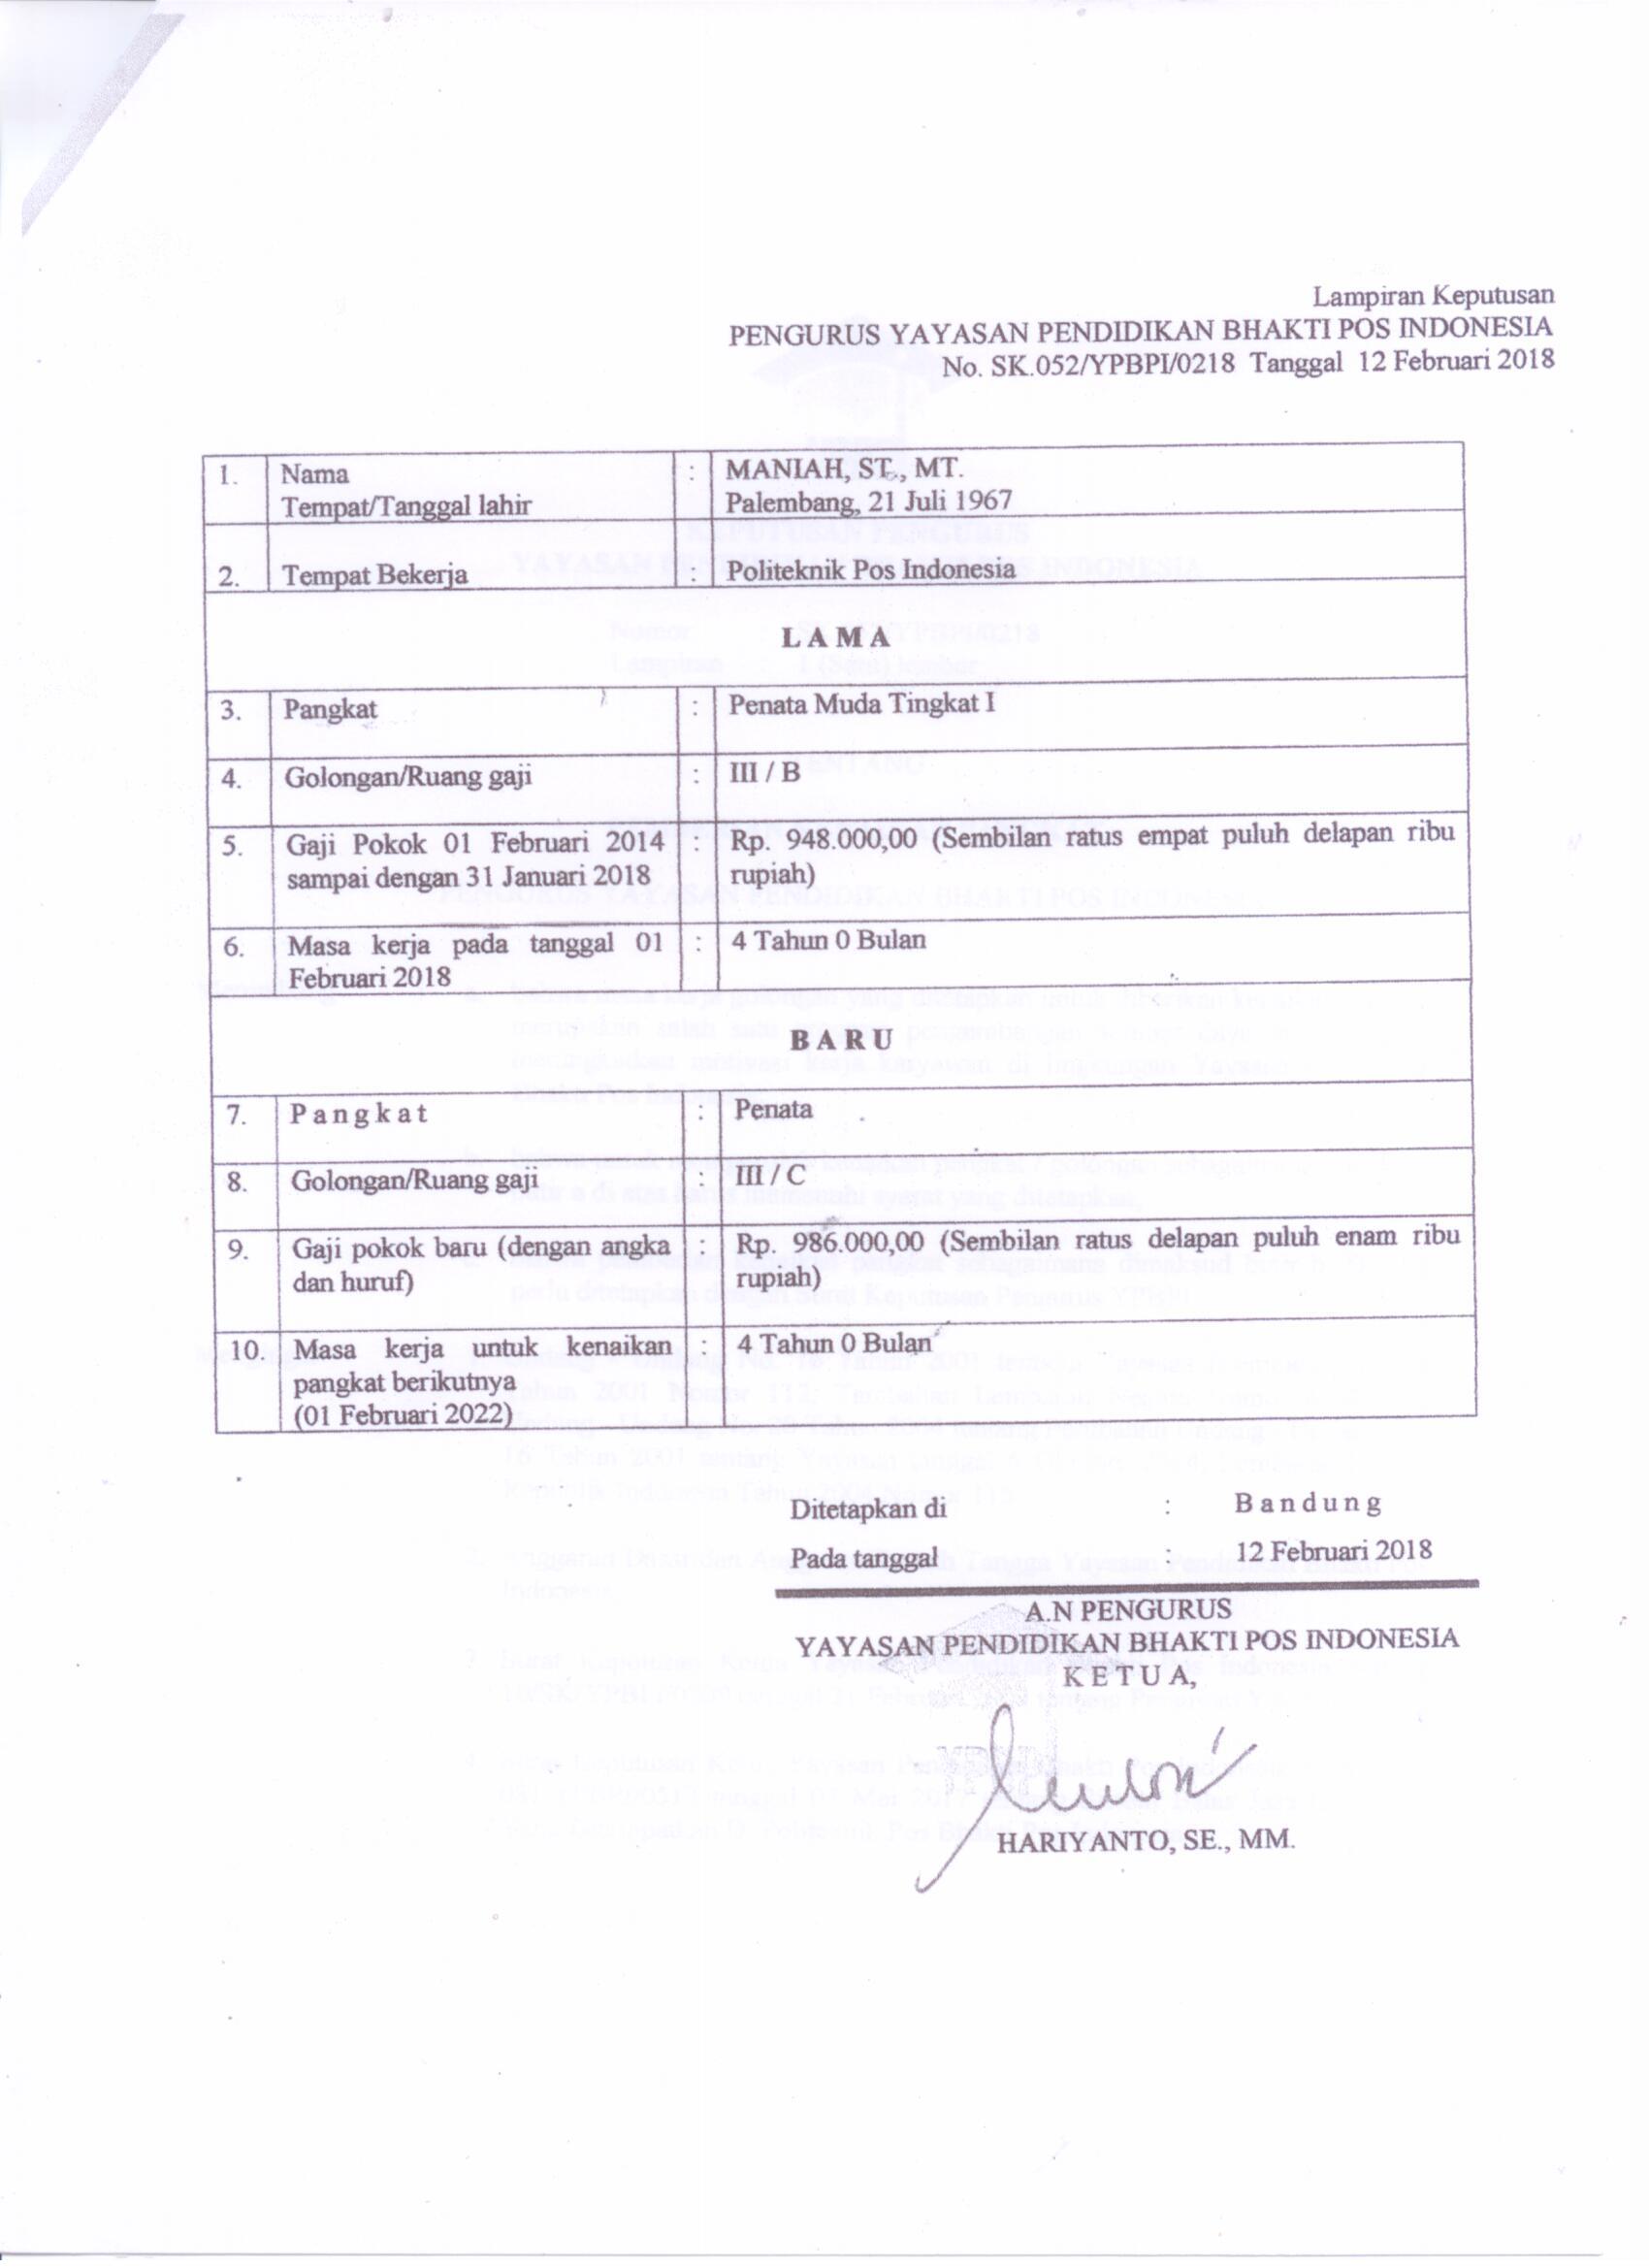 Lampiran Keputusan
PENGURUS YAYASAN PENDIDIKAN BHAKTI POS INDONESIA
No. SK.052/YPBPI/0218 Tanggal 12 Februari 2018
1. Nama : MANIAH, ST., MT.
Tempat/Tanggal lahir Palembang, 21 Juli 1967
2. Tempat Bekerja : Politeknik Pos Indonesia
L A M A
3. Pangkat : Penata Muda Tingkat I
4. Golongan/Ruang gaji : III / B
5. Gaji Pokok 01 Februari 2014 : Rp. 948.000,00 (Sembilan ratus empat puluh delapan ribu
sampai dengan 31 Januari 2018 rupiah)
6. Masa kerja pada tanggal 01 : 4 Tahun 0 Bulan
Februari 2018
B A R U
7. P a n g k a t : Penata
8. Golongan/Ruang gaji : III / C
9. Gaji pokok baru (dengan angka : Rp. 986.000,00 (Sembilan ratus delapan puluh enam ribu
dan huruf) rupiah)
10. Masa kerja untuk kenaikan : 4 Tahun 0 Bulan
pangkat berikutnya
(01 Februari 2022)
Ditetapkan di : B a n d u n g
Pada tanggal : 12 Februari 2018
A.N PENGURUS
YAYASAN PENDIDIKAN BHAKTI POS INDONESIA
K E T U A,
HARIYANTO, SE., MM.